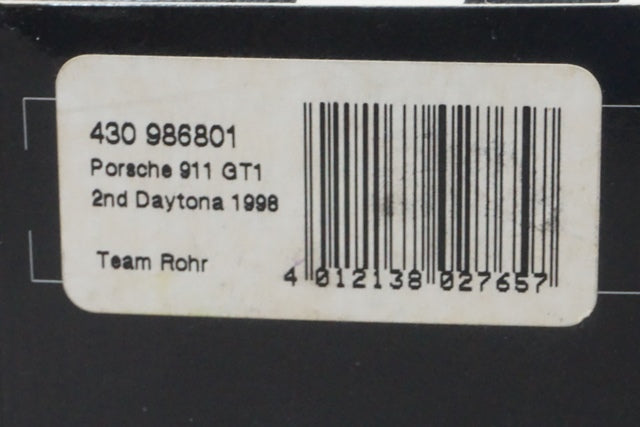 430 986801
Porsche 911 GT1
2nd Daytona 1998
Team Rohr
4 012138 027657